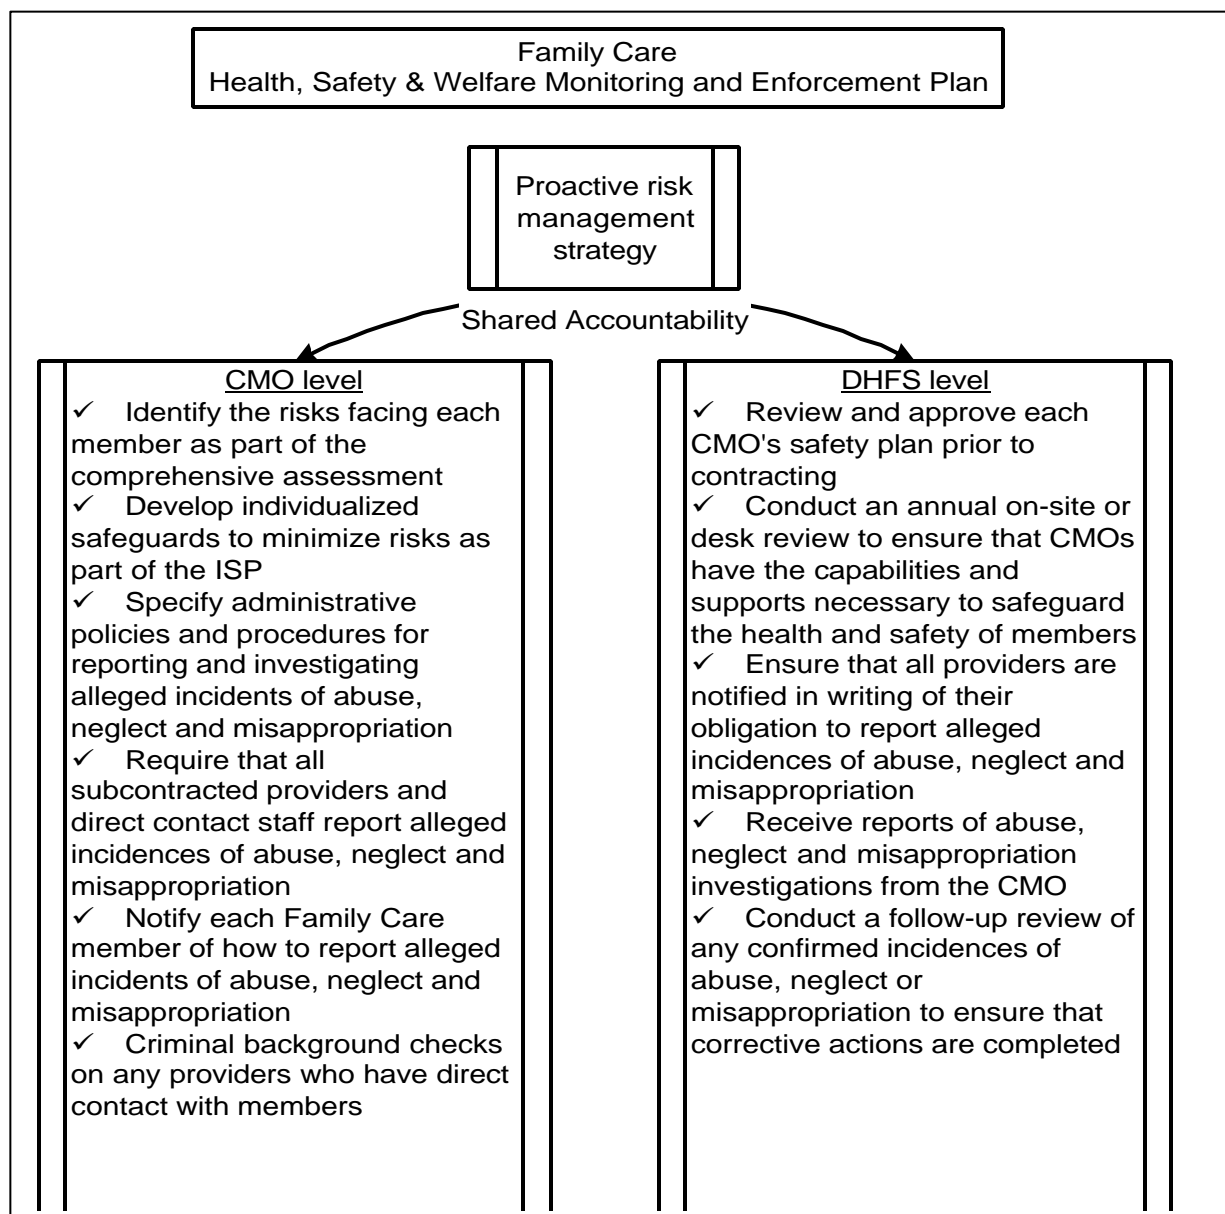 Family Care
Health, Safety & Welfare Monitoring and Enforcement Plan
Proactive risk
management
strategy
Shared Accountability
CMO level
✓ Identify the risks facing each
member as part of the
comprehensive assessment
✓ Develop individualized
safeguards to minimize risks as
part of the ISP
✓ Specify administrative
policies and procedures for
reporting and investigating
alleged incidents of abuse,
neglect and misappropriation
✓ Require that all
subcontracted providers and
direct contact staff report alleged
incidences of abuse, neglect and
misappropriation
✓ Notify each Family Care
member of how to report alleged
incidents of abuse, neglect and
misappropriation
✓ Criminal background checks
on any providers who have direct
contact with members
DHFS level
✓ Review and approve each
CMO's safety plan prior to
contracting
✓ Conduct an annual on-site or
desk review to ensure that CMOs
have the capabilities and
supports necessary to safeguard
the health and safety of members
✓ Ensure that all providers are
notified in writing of their
obligation to report alleged
incidences of abuse, neglect and
misappropriation
✓ Receive reports of abuse,
neglect and misappropriation
investigations from the CMO
✓ Conduct a follow-up review of
any confirmed incidences of
abuse, neglect or
misappropriation to ensure that
corrective actions are completed